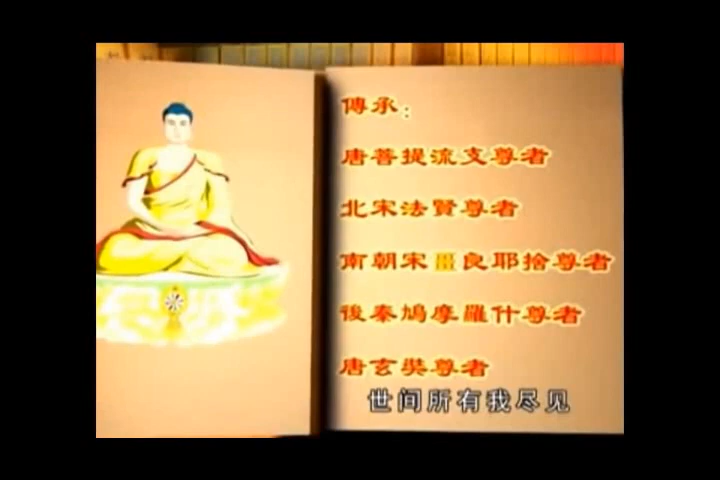 傳承：
唐菩提流支尊者
北宋法賢尊者
南朝宋畺良耶捨尊者
後秦鳩摩羅什尊者
唐玄奘尊者
世间所有我尽见